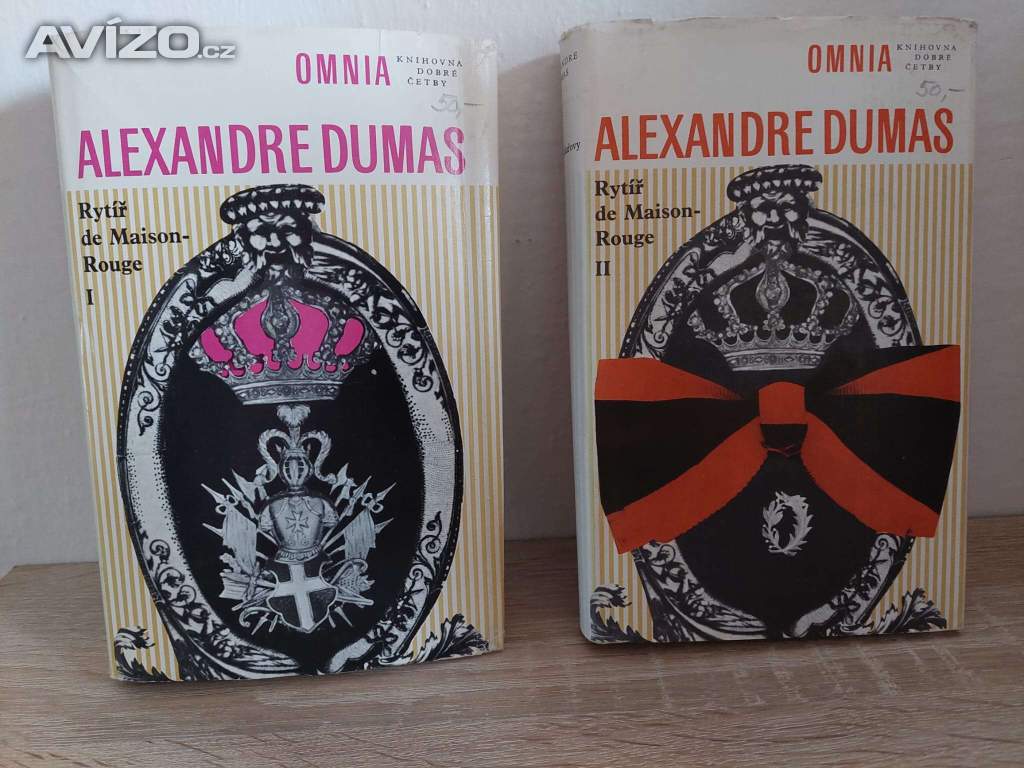 AVÍZO.cz
OMNIA
KNIHOVNA
DOBRÉ
ČETBY
50,-
ALEXANDRE DUMAS
Rytíř
de Maison-
Rouge
I
OMNIA
KNIHOVNA
DOBRÉ
ČETBY
50,-
ALEXANDRE DUMAS
Rytíř
de Maison-
Rouge
II